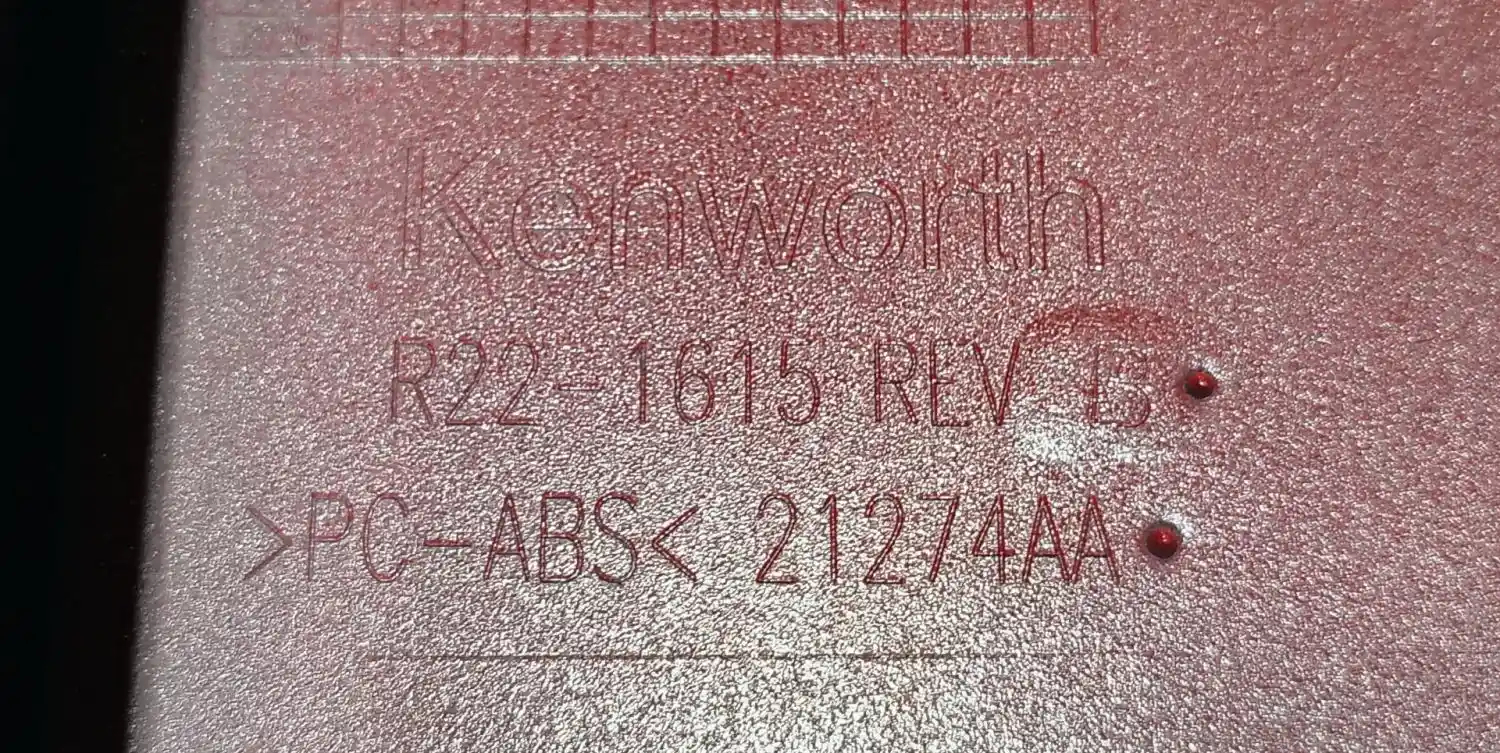 Kenworth
R22-1615 REV B
>PC-ABS< 21274AA